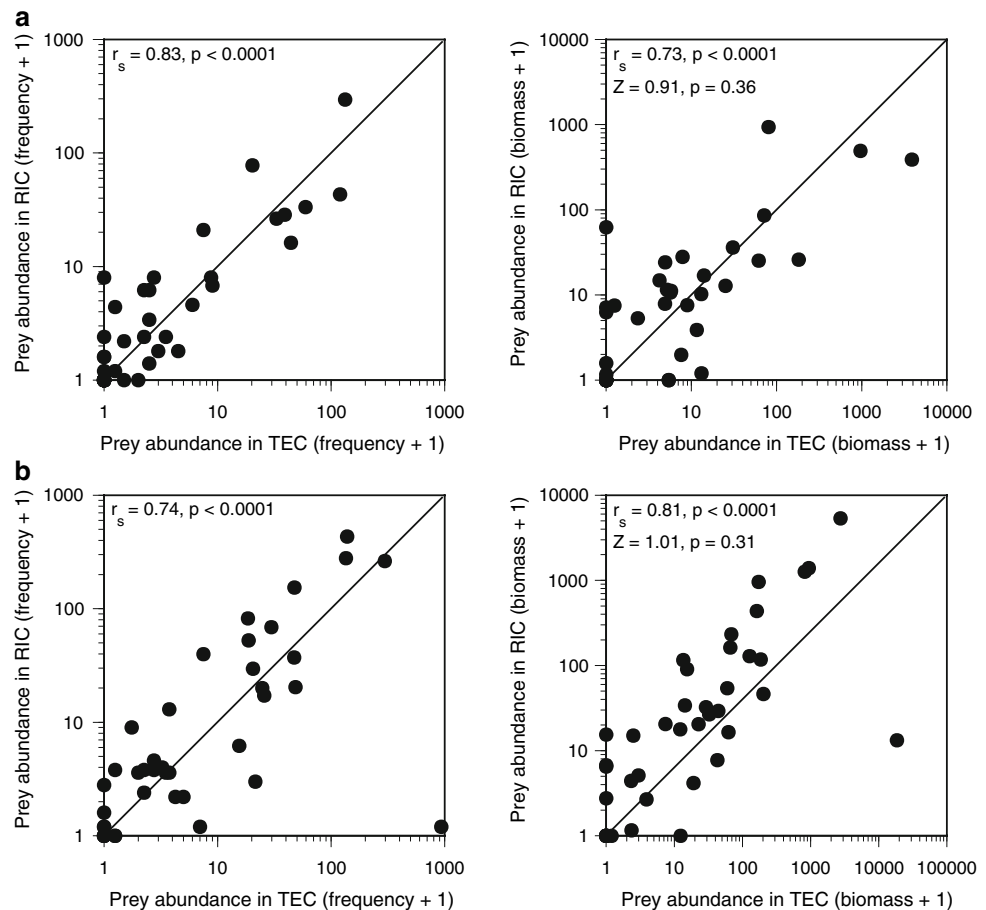 a
Prey abundance in RIC (frequency + 1)
1000
100
10
1
r_s = 0.83, p < 0.0001
1 10 100 1000
Prey abundance in TEC (frequency + 1)
Prey abundance in RIC (biomass + 1)
10000
1000
100
10
1
r_s = 0.73, p < 0.0001
Z = 0.91, p = 0.36
1 10 100 1000 10000
Prey abundance in TEC (biomass + 1)
b
Prey abundance in RIC (frequency + 1)
1000
100
10
1
r_s = 0.74, p < 0.0001
1 10 100 1000
Prey abundance in TEC (frequency + 1)
Prey abundance in RIC (biomass + 1)
10000
1000
100
10
1
r_s = 0.81, p < 0.0001
Z = 1.01, p = 0.31
1 10 100 1000 10000 100000
Prey abundance in TEC (biomass + 1)